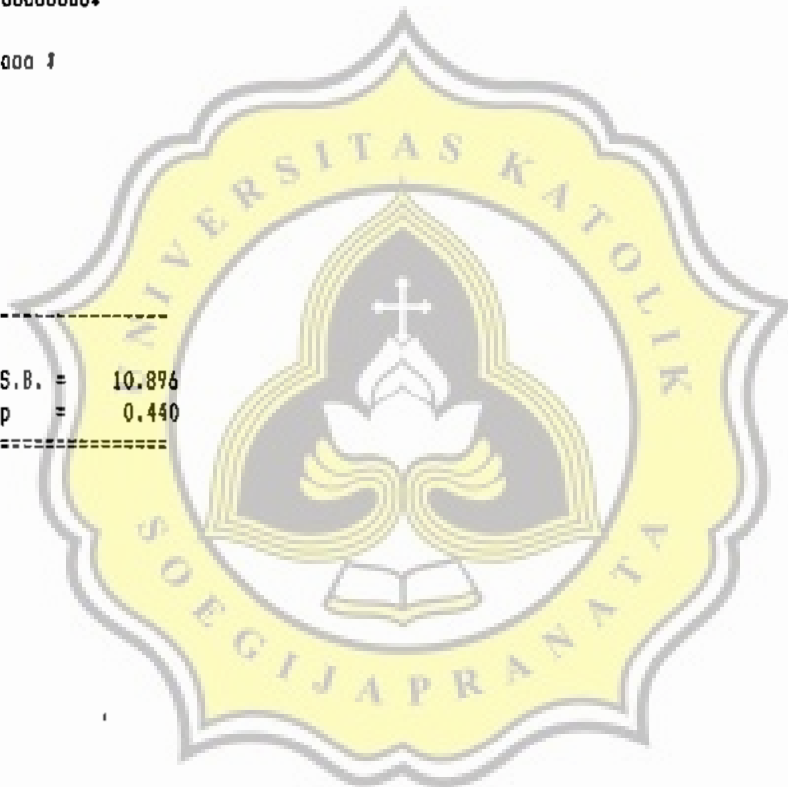 UNIVERSITAS KATOLIK
--------------------
S.B. = 10.896
p = 0.440
====================
SOEGIJAPRANATA